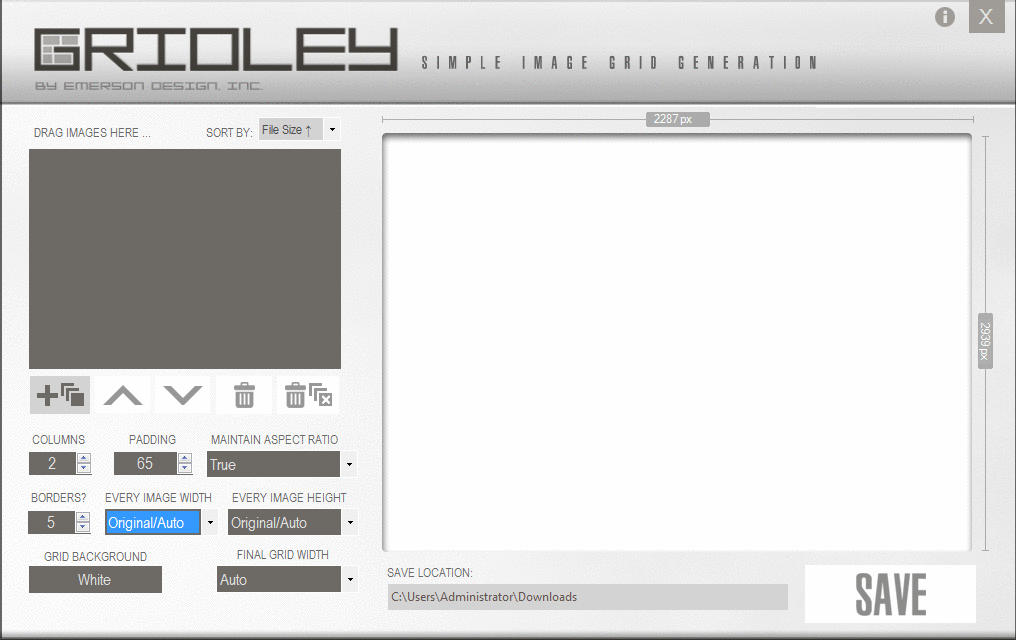 GRIDLEY
BY EMERSON DESIGN, INC.
SIMPLE IMAGE GRID GENERATION
i
X
DRAG IMAGES HERE ...
SORT BY:
File Size ↑
2287 px
2939 px
COLUMNS
PADDING
MAINTAIN ASPECT RATIO
2
65
True
BORDERS?
EVERY IMAGE WIDTH
EVERY IMAGE HEIGHT
5
Original/Auto
Original/Auto
GRID BACKGROUND
FINAL GRID WIDTH
White
Auto
SAVE LOCATION:
C:\Users\Administrator\Downloads
SAVE